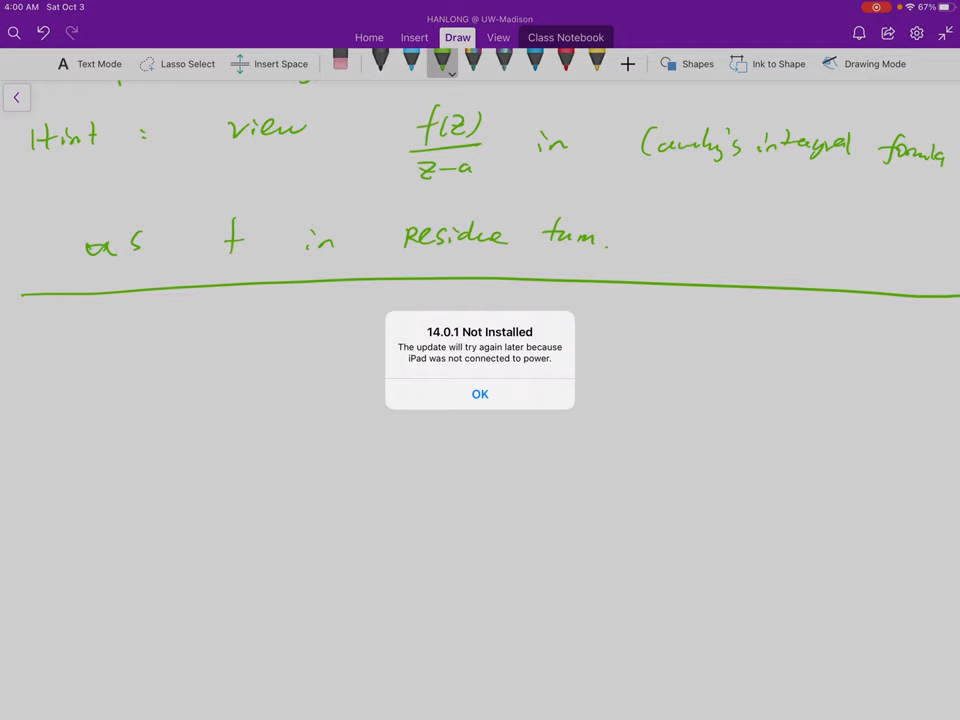 4:00 AM Sat Oct 3
67%
HANLONG @ UW-Madison
Home Insert Draw View Class Notebook
A Text Mode Lasso Select Insert Space Shapes Ink to Shape Drawing Mode
Hint : view f(z)/z-a in Cauchy's integral formula
as f in residue thm.
14.0.1 Not Installed
The update will try again later because
iPad was not connected to power.
OK